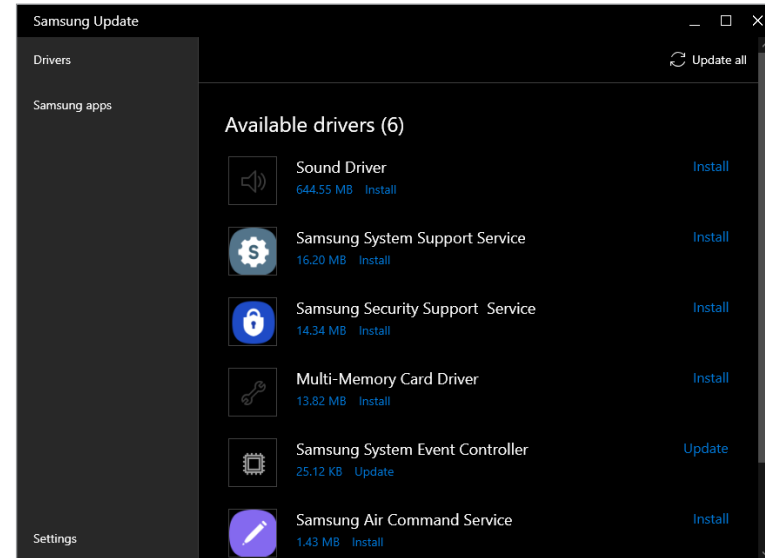 Samsung Update
Drivers
Samsung apps
Settings
Update all
Available drivers (6)
Sound Driver
644.55 MB Install
Install
Samsung System Support Service
16.20 MB Install
Install
Samsung Security Support Service
14.34 MB Install
Install
Multi-Memory Card Driver
13.82 MB Install
Install
Samsung System Event Controller
25.12 KB Update
Update
Samsung Air Command Service
1.43 MB Install
Install